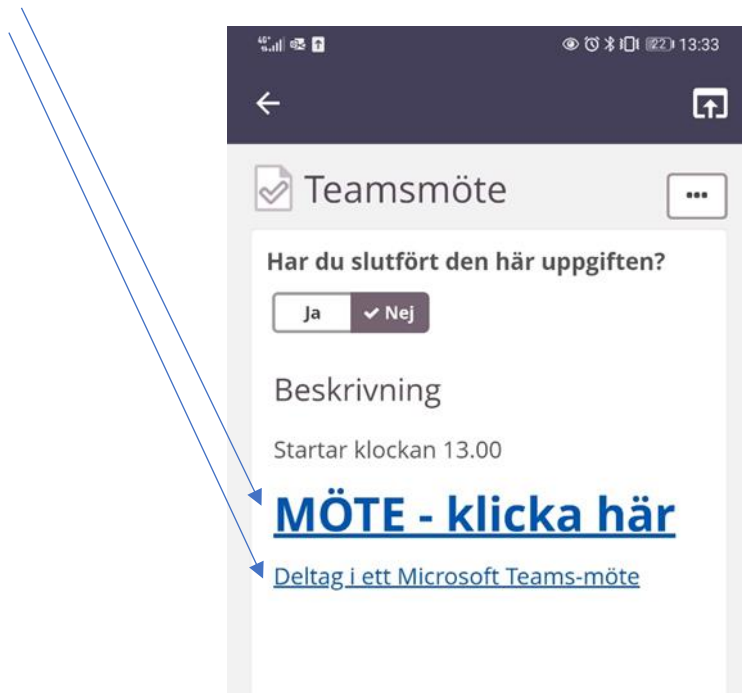 13:33
Teamsmöte
Har du slutfört den här uppgiften?
Ja Nej
Beskrivning
Startar klockan 13.00
MÖTE - klicka här
Deltag i ett Microsoft Teams-möte